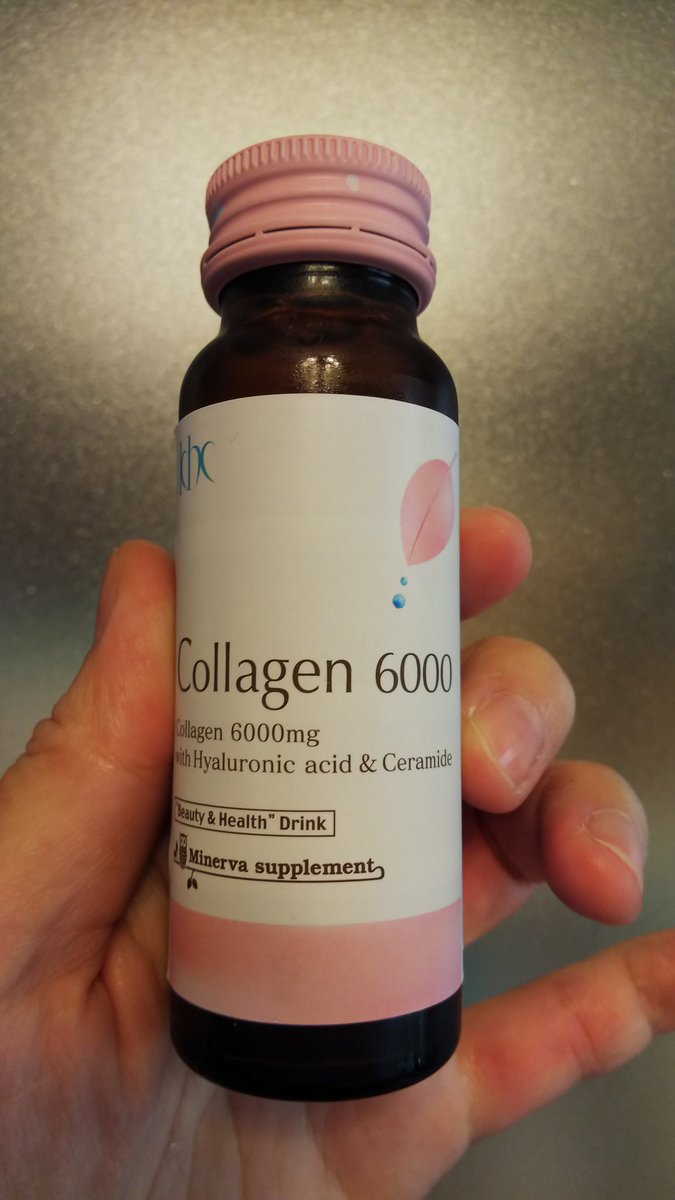 Collagen 6000
Collagen 6000mg
with Hyaluronic acid & Ceramide
"Beauty & Health" Drink
Minerva supplement